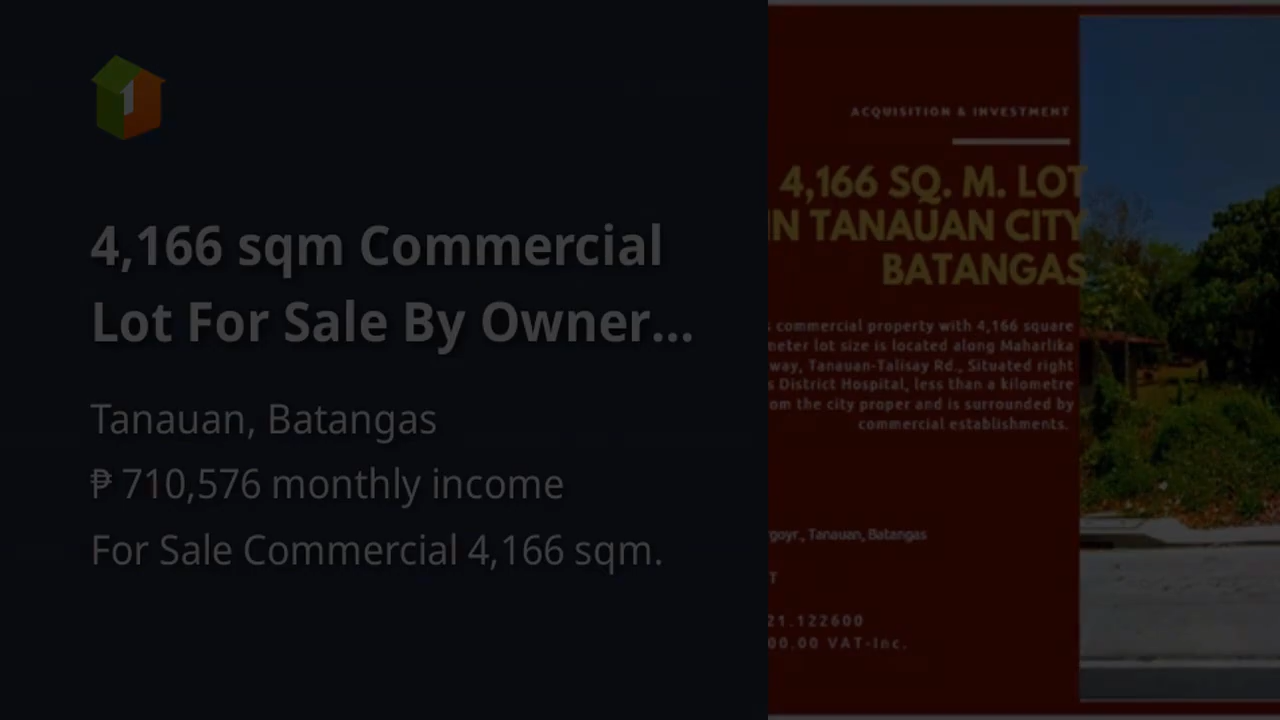 4,166 sqm Commercial
Lot For Sale By Owner...
Tanauan, Batangas
₱ 710,576 monthly income
For Sale Commercial 4,166 sqm.
ACQUISITION & INVESTMENT
4,166 SQ. M. LOT
IN TANAUAN CITY
BATANGAS
commercial property with 4,166 square
meter lot size is located along Maharlika
way, Tanauan-Talisay Rd., Situated right
District Hospital, less than a kilometre
om the city proper and is surrounded by
commercial establishments.
goyr., Tanauan, Batangas
T
21.122600
00.00 VAT-Inc.